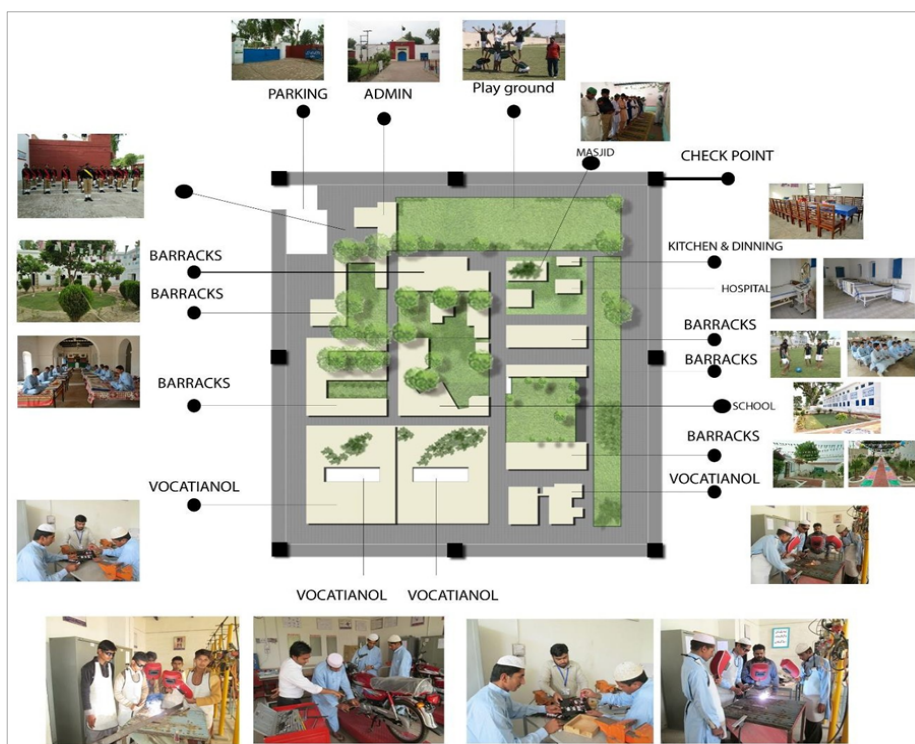 PARKING
ADMIN
Play ground
MASJID
CHECK POINT
BARRACKS
KITCHEN & DINNING
BARRACKS
HOSPITAL
BARRACKS
BARRACKS
BARRACKS
SCHOOL
BARRACKS
VOCATIANOL
VOCATIANOL
VOCATIANOL
VOCATIANOL